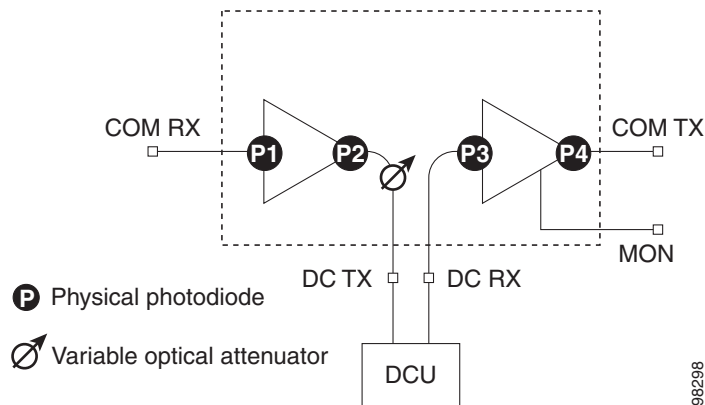 COM RX
P1
P2
P3
P4
COM TX
MON
DC TX
DC RX
P Physical photodiode
Variable optical attenuator
DCU
98298